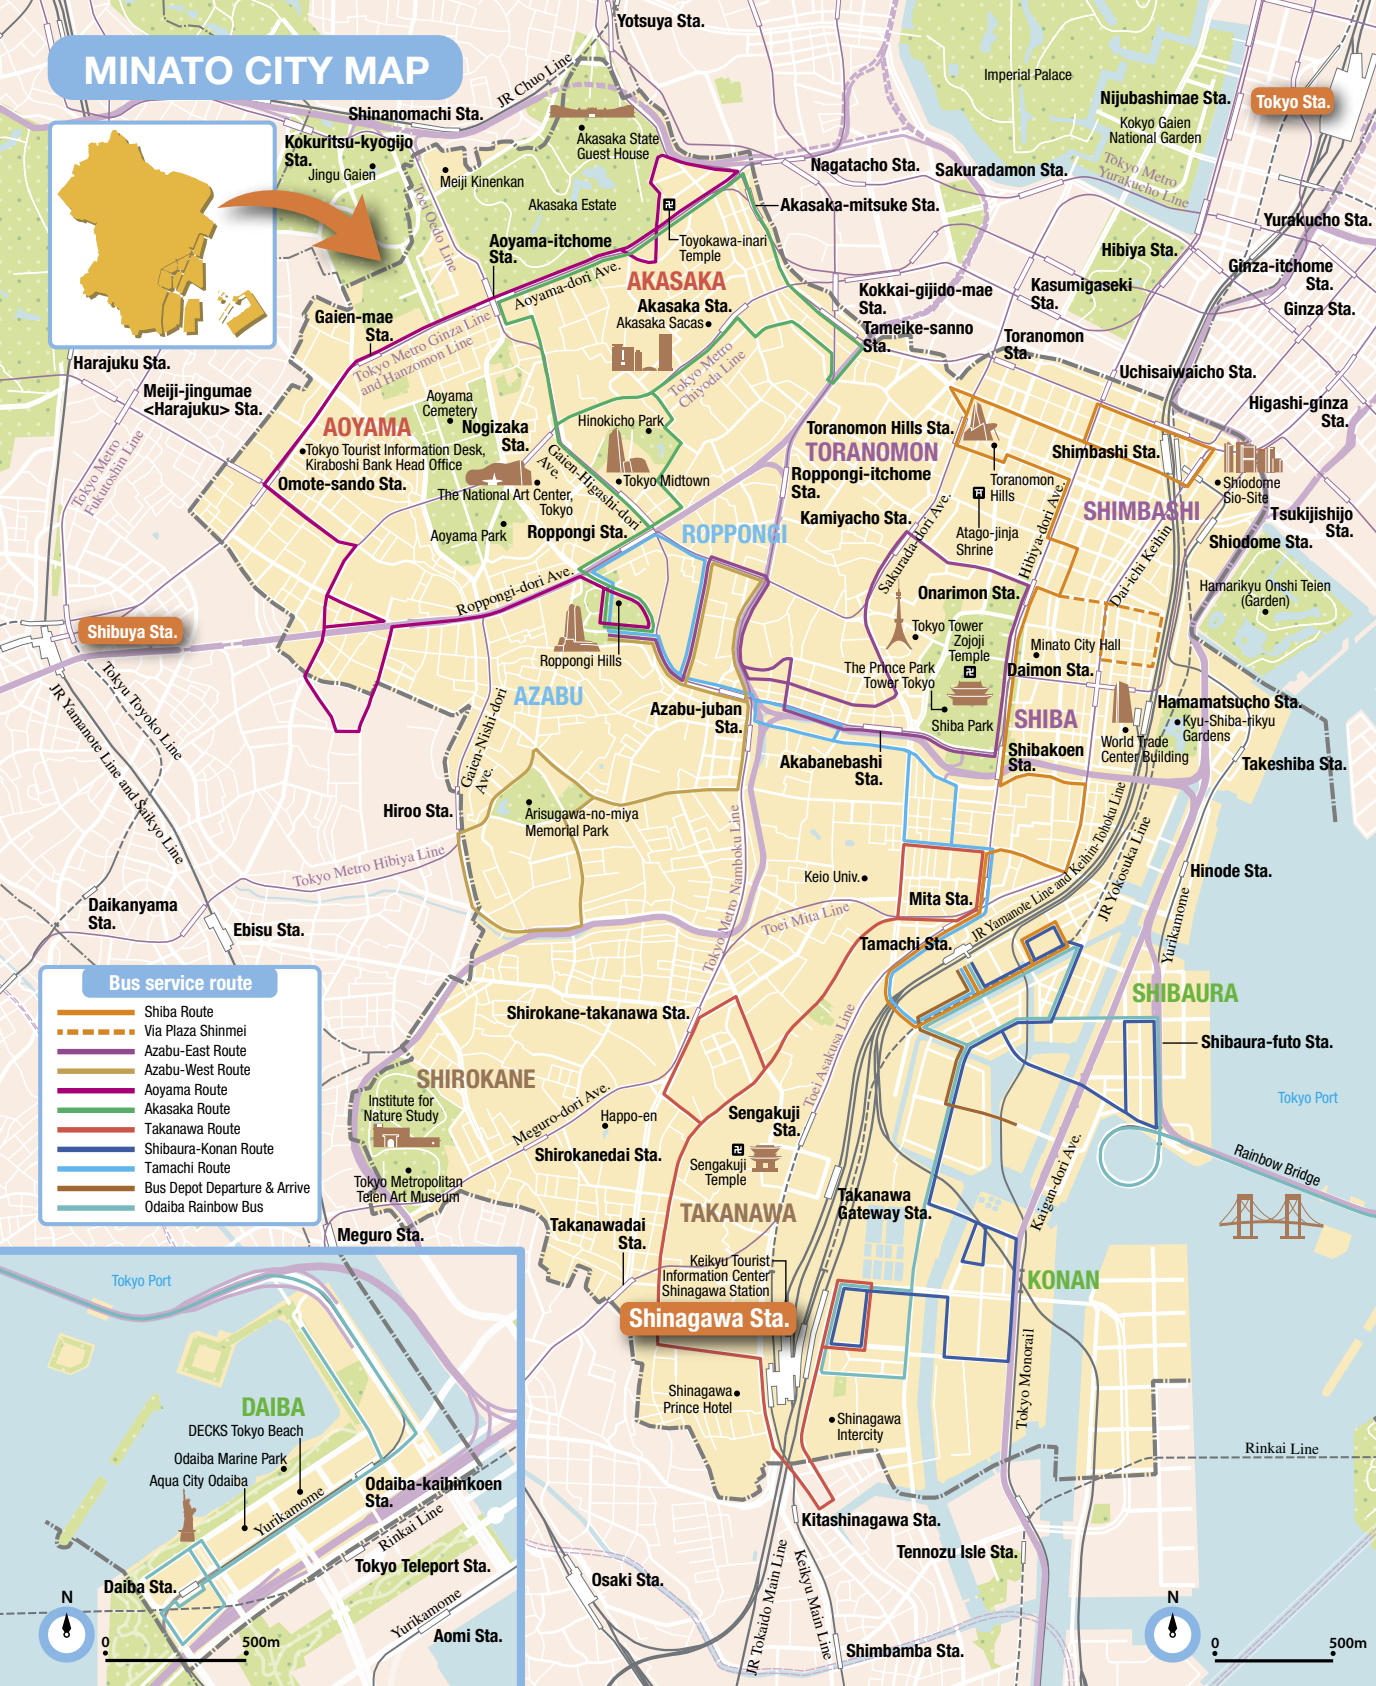 MINATO CITY MAP
Yotsuya Sta.
JR Chuo Line
Shinanomachi Sta.
Kokuritsu-kyogijo
Sta.
Jingu Gaien
Meiji Kinenkan
Akasaka State
Guest House
Akasaka Estate
Toei Oedo Line
Imperial Palace
Nijubashimae Sta.
Kokyo Gaien
National Garden
Tokyo Sta.
Nagatacho Sta.
Sakuradamon Sta.
Tokyo Metro
Yurakucho Line
Akasaka-mitsuke Sta.
Yurakucho Sta.
Toyokawa-inari
Temple
Aoyama-itchome
Sta.
Aoyama-dori Ave.
AKASAKA
Akasaka Sta.
Akasaka Sacas
Hibiya Sta.
Ginza-itchome
Sta.
Ginza Sta.
Kokkai-gijido-mae
Sta.
Kasumigaseki
Sta.
Tameike-sanno
Sta.
Toranomon
Sta.
Uchisaiwaicho Sta.
Higashi-ginza
Sta.
Gaien-mae
Sta.
Tokyo Metro Ginza Line
and Hanzomon Line
Tokyo Metro
Chiyoda Line
Harajuku Sta.
Meiji-jingumae
<Harajuku> Sta.
Tokyo Metro
Fukutoshin Line
Aoyama
Cemetery
AOYAMA
Nogizaka
Sta.
Tokyo Tourist Information Desk,
Kiraboshi Bank Head Office
Omote-sando Sta.
The National Art Center,
Tokyo
Aoyama Park
Hinokicho Park
Gaien-Higashi-dori
Ave.
Tokyo Midtown
Roppongi Sta.
ROPPONGI
Toranomon Hills Sta.
TORANOMON
Roppongi-itchome
Sta.
Kamiyacho Sta.
Toranomon
Hills
Atago-jinja
Shrine
Shimbashi Sta.
SHIMBASHI
Shiodome
Sio-Site
Tsukijishijo
Sta.
Shiodome Sta.
Hamarikyu Onshi Teien
(Garden)
Sakurada-dori Ave.
Hibiya-dori Ave.
Dai-ichi Keihin
Onarimon Sta.
Tokyo Tower
Zojoji
Temple
The Prince Park
Tower Tokyo
Shiba Park
Minato City Hall
Daimon Sta.
SHIBA
Shibakoen
Sta.
Hamamatsucho Sta.
Kyu-Shiba-rikyu
Gardens
World Trade
Center Building
Takeshiba Sta.
Roppongi-dori Ave.
Roppongi Hills
Shibuya Sta.
Tokyu Toyoko Line
JR Yamanote Line and Saikyo Line
AZABU
Azabu-juban
Sta.
Gaien-Nishi-dori
Ave.
Akabanebashi
Sta.
Hiroo Sta.
Arisugawa-no-miya
Memorial Park
Tokyo Metro Hibiya Line
Tokyo Metro Namboku Line
Keio Univ.
Mita Sta.
Toei Mita Line
Tamachi Sta.
JR Yamanote Line and Keihin-Tohoku Line
JR Yokosuka Line
Yurikamome
Hinode Sta.
Daikanyama
Sta.
Ebisu Sta.
Bus service route
Shiba Route
Via Plaza Shinmei
Azabu-East Route
Azabu-West Route
Aoyama Route
Akasaka Route
Takanawa Route
Shibaura-Konan Route
Tamachi Route
Bus Depot Departure & Arrive
Odaiba Rainbow Bus
Shirokane-takanawa Sta.
SHIROKANE
Institute for
Nature Study
Meguro-dori Ave.
Happo-en
Shirokanedai Sta.
Tokyo Metropolitan
Teien Art Museum
Meguro Sta.
Toei Asakusa Line
Sengakuji
Sta.
Sengakuji
Temple
TAKANAWA
Takanawadai
Sta.
Takanawa
Gateway Sta.
SHIBAURA
Shibaura-futo Sta.
Tokyo Port
Rainbow Bridge
Kaigan-dori Ave.
KONAN
Keikyu Tourist
Information Center
Shinagawa Station
Shinagawa Sta.
Shinagawa
Prince Hotel
Shinagawa
Intercity
Tokyo Monorail
Rinkai Line
Kitashinagawa Sta.
Tennozu Isle Sta.
Osaki Sta.
JR Tokaido Main Line
Keikyu Main Line
Shimbamba Sta.
N
0
500m
Tokyo Port
DAIBA
DECKS Tokyo Beach
Odaiba Marine Park
Aqua City Odaiba
Yurikamome
Odaiba-kaihinkoen
Sta.
Rinkai Line
Tokyo Teleport Sta.
Daiba Sta.
Yurikamome
Aomi Sta.
N
0
500m